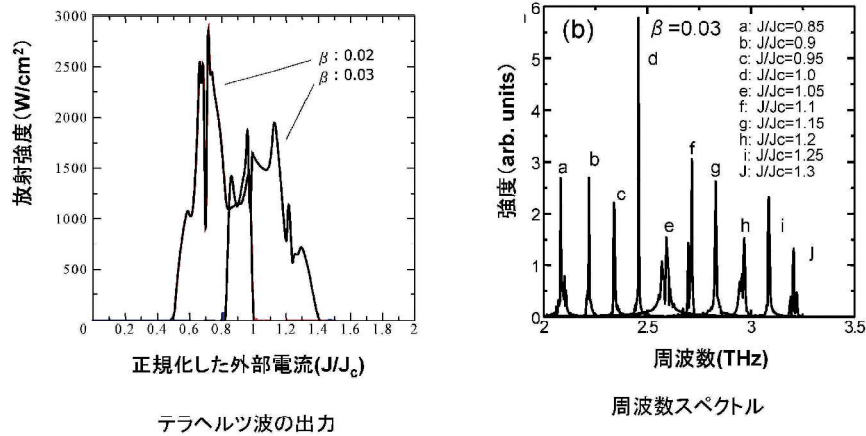 3000
2500
2000
1500
1000
500
0
0
0.2
0.4
0.6
0.8
1
1.2
1.4
1.6
1.8
2
放射強度(W/cm²)
β：0.02
β：0.03
正規化した外部電流(J/Jc)
テラヘルツ波の出力
6
5
4
3
2
1
0
2
2.5
3
3.5
強度(arb. units)
(b)
β=0.03
a: J/Jc=0.85
b: J/Jc=0.9
c: J/Jc=0.95
d: J/Jc=1.0
e: J/Jc=1.05
f: J/Jc=1.1
g: J/Jc=1.15
h: J/Jc=1.2
i: J/Jc=1.25
J: J/Jc=1.3
a
b
c
d
e
f
g
h
i
J
周波数(THz)
周波数スペクトル